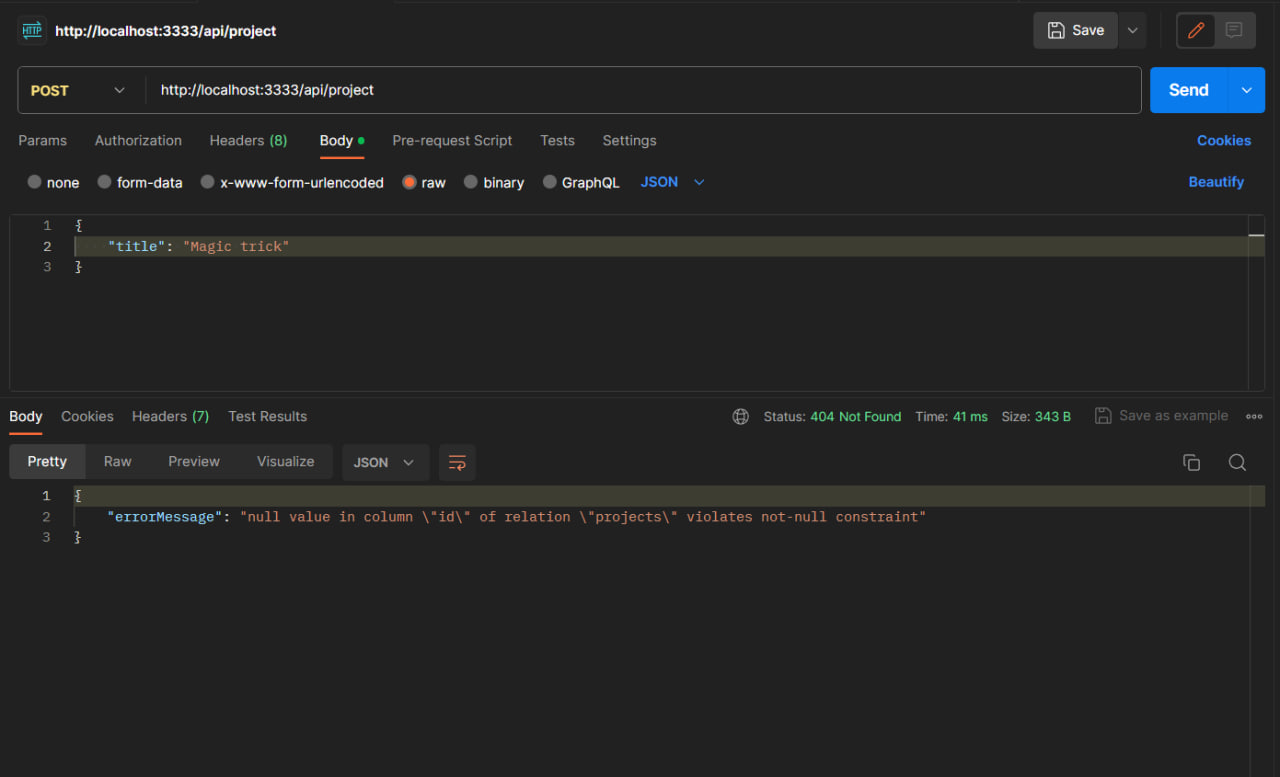 HTTP http://localhost:3333/api/project Save
POST http://localhost:3333/api/project Send
Params Authorization Headers (8) Body Pre-request Script Tests Settings Cookies
none form-data x-www-form-urlencoded raw binary GraphQL JSON Beautify
1 {
2 "title": "Magic trick"
3 }
Body Cookies Headers (7) Test Results Status: 404 Not Found Time: 41 ms Size: 343 B Save as example
Pretty Raw Preview Visualize JSON
1 {
2 "errorMessage": "null value in column \"id\" of relation \"projects\" violates not-null constraint"
3 }